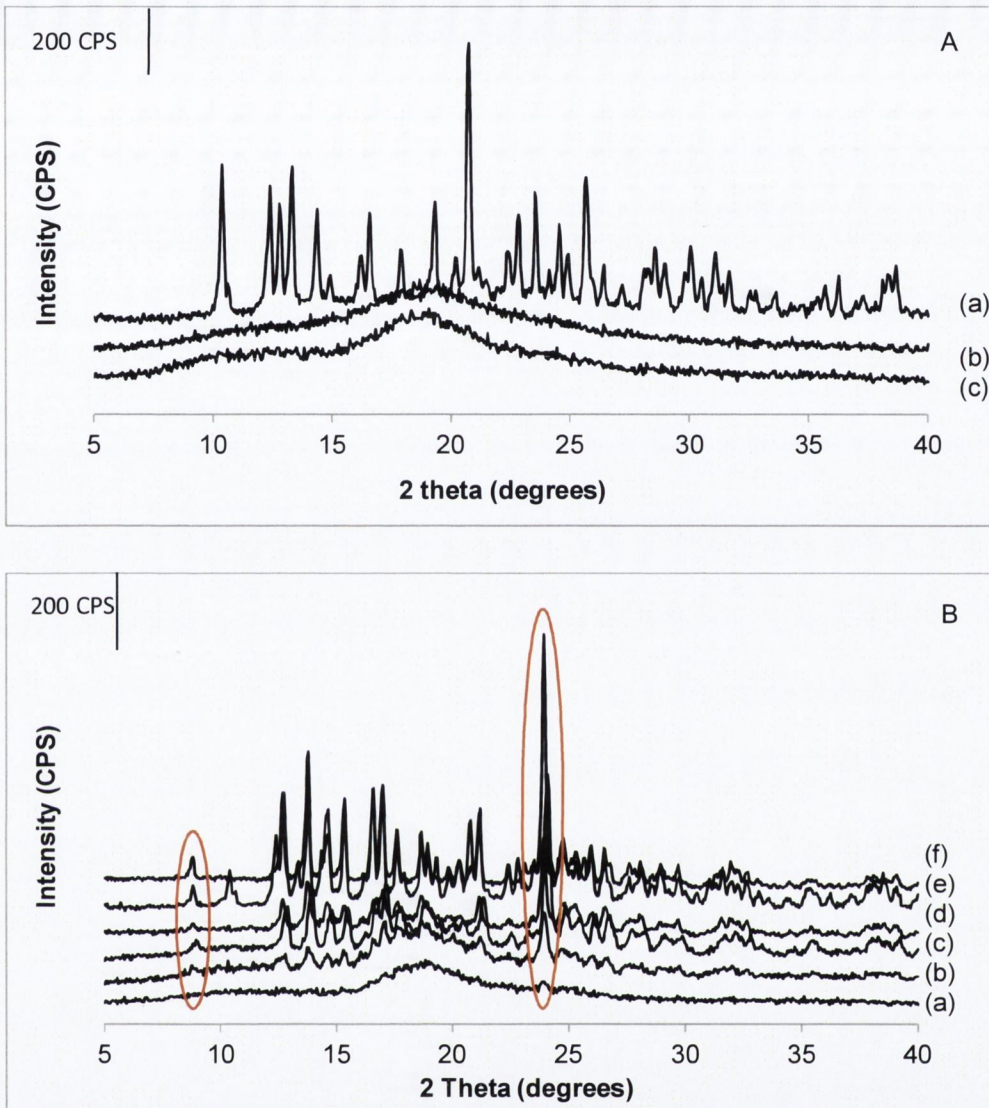 200 CPS
A
Intensity (CPS)
(a)
(b)
(c)
5 10 15 20 25 30 35 40
2 theta (degrees)
200 CPS
B
Intensity (CPS)
(f)
(e)
(d)
(c)
(b)
(a)
5 10 15 20 25 30 35 40
2 Theta (degrees)